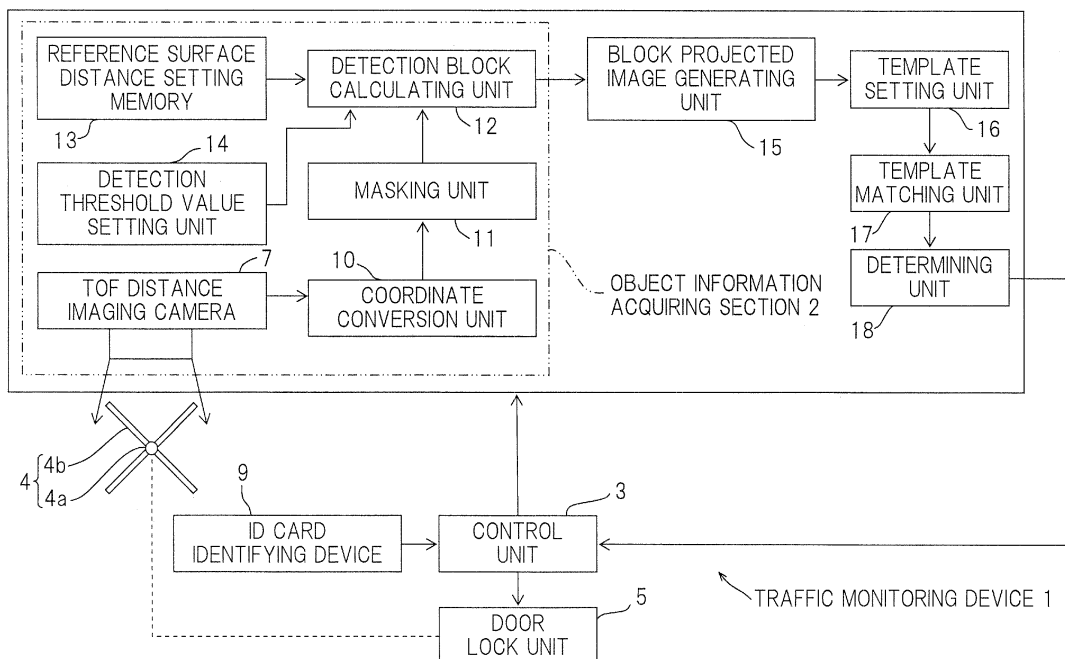 REFERENCE SURFACE
DISTANCE SETTING
MEMORY
13
DETECTION BLOCK
CALCULATING UNIT
12
BLOCK PROJECTED
IMAGE GENERATING
UNIT
15
TEMPLATE
SETTING UNIT
16
14
DETECTION
THRESHOLD VALUE
SETTING UNIT
MASKING UNIT
11
TEMPLATE
MATCHING UNIT
17
7
TOF DISTANCE
IMAGING CAMERA
10
COORDINATE
CONVERSION UNIT
OBJECT INFORMATION
ACQUIRING SECTION 2
DETERMINING
UNIT
18
4
4b
4a
9
ID CARD
IDENTIFYING DEVICE
3
CONTROL
UNIT
5
DOOR
LOCK UNIT
TRAFFIC MONITORING DEVICE 1